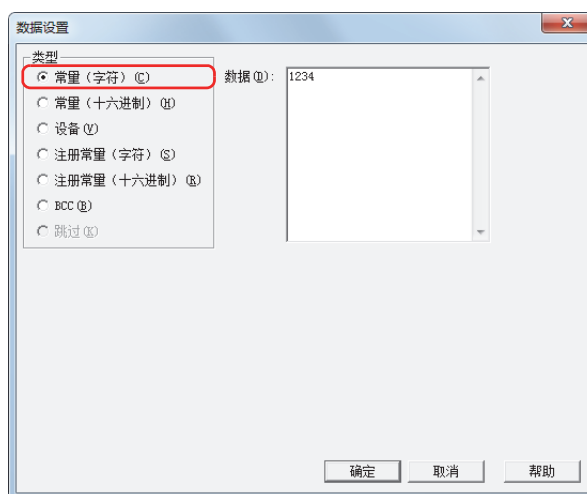 数据设置
类型
常量（字符）(C)
数据(D)：
1234
常量（十六进制）(H)
设备(V)
注册常量（字符）(S)
注册常量（十六进制）(R)
BCC(B)
跳过(K)
确定
取消
帮助